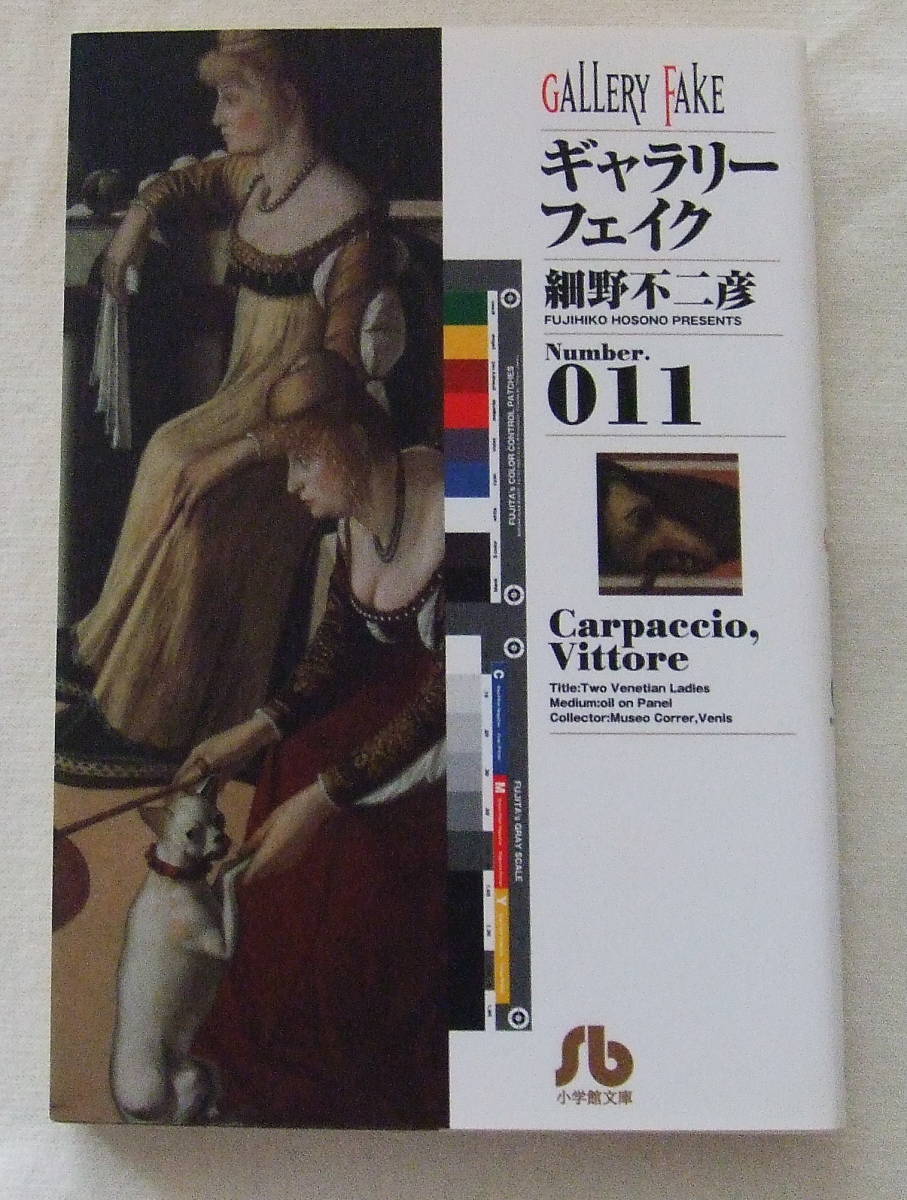 GALLERY FAKE
ギャラリー
フェイク
細野不二彦
FUJIHIKO HOSONO PRESENTS
Number.
011
Carpaccio,
Vittore
Title:Two Venetian Ladies
Medium:oil on Panel
Collector:Museo Correr,Venis
FUJITA's COLOR CONTROL PATCHES
C
M
Y
FUJITA's GRAY SCALE
Sb
小学館文庫